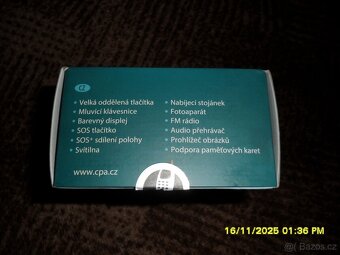 CZ
• Velká oddělená tlačítka
• Mluvící klávesnice
• Barevný displej
• SOS tlačítko
• SOS+ sdílení polohy
• Svítilna
• Nabíjecí stojánek
• Fotoaparát
• FM rádio
• Audio přehrávač
• Prohlížeč obrázků
• Podpora paměťových karet
www.cpa.cz
16/11/2025 01:36 PM
Bazos.cz